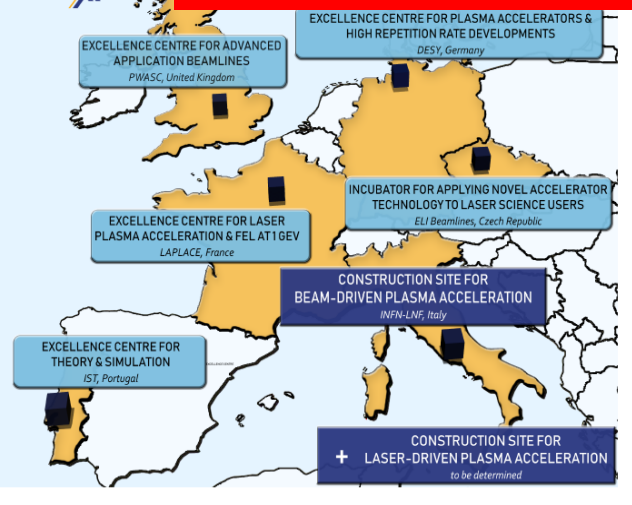 EXCELLENCE CENTRE FOR PLASMA ACCELERATORS &
HIGH REPETITION RATE DEVELOPMENTS
DESY, Germany
EXCELLENCE CENTRE FOR ADVANCED
APPLICATION BEAMLINES
PWASC, United Kingdom
INCUBATOR FOR APPLYING NOVEL ACCELERATOR
TECHNOLOGY TO LASER SCIENCE USERS
ELI Beamlines, Czech Republic
EXCELLENCE CENTRE FOR LASER
PLASMA ACCELERATION & FEL AT 1 GEV
LAPLACE, France
CONSTRUCTION SITE FOR
BEAM-DRIVEN PLASMA ACCELERATION
INFN-LNF, Italy
EXCELLENCE CENTRE FOR
THEORY & SIMULATION
IST, Portugal
CONSTRUCTION SITE FOR
+ LASER-DRIVEN PLASMA ACCELERATION
to be determined